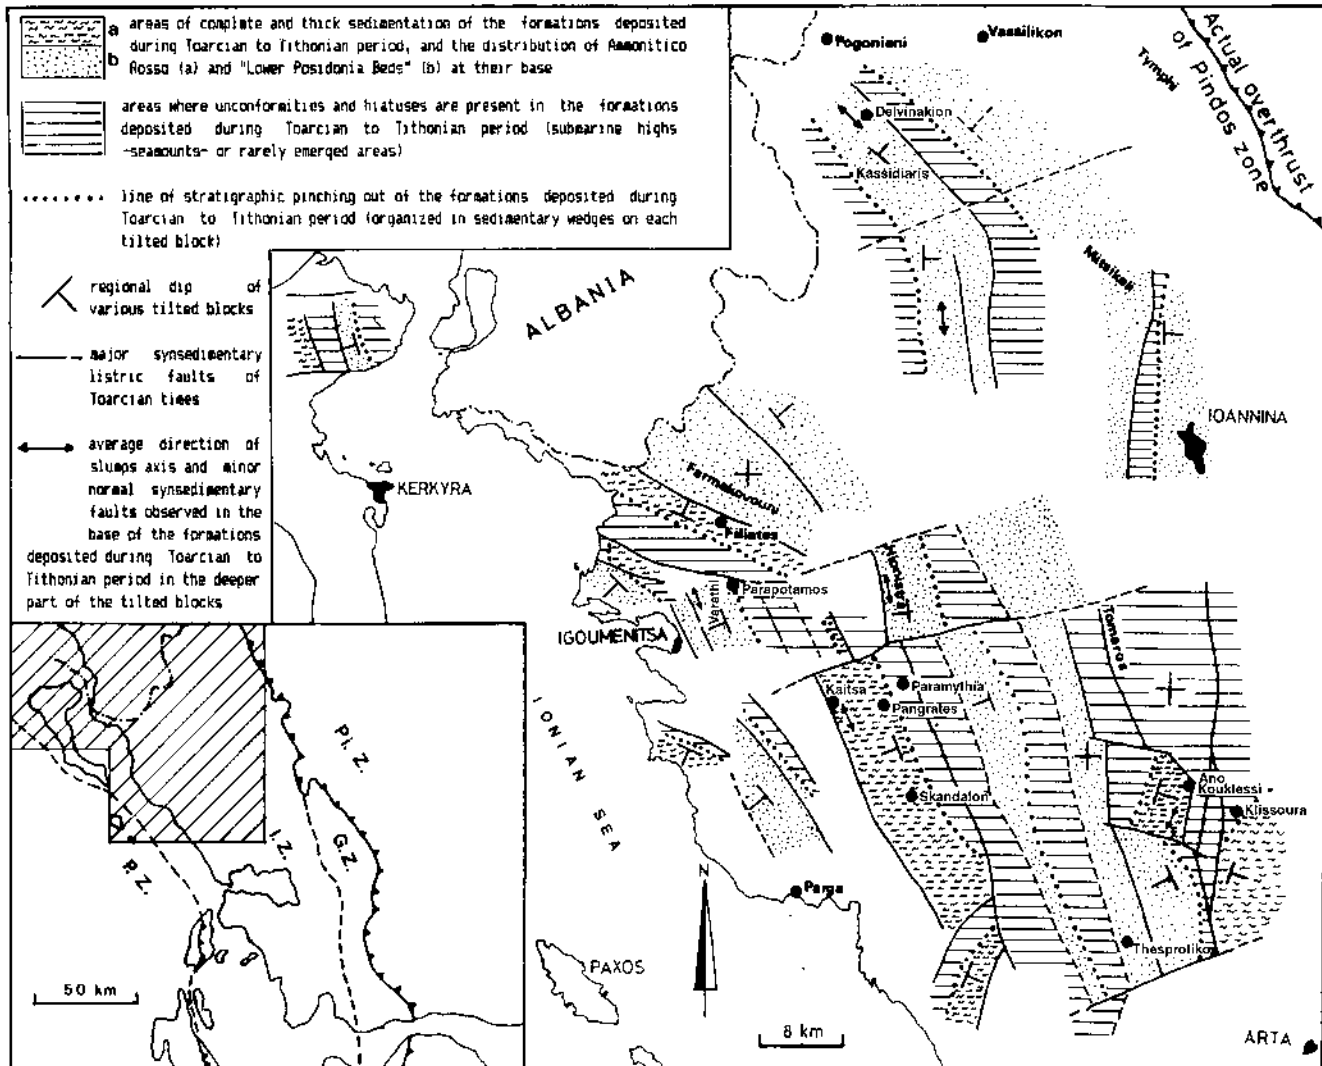 a areas of complete and thick sedimentation of the formations deposited
during Toarcian to Tithonian period, and the distribution of Ammonitico
b Rosso (a) and "Lower Posidonia Beds" (b) at their base
areas where unconformities and hiatuses are present in the formations
deposited during Toarcian to Tithonian period (submarine highs
-seamounts- or rarely emerged areas)
line of stratigraphic pinching out of the formations deposited during
Toarcian to Tithonian period (organized in sedimentary wedges on each
tilted block)
regional dip of
various tilted blocks
major synsedimentary
listric faults of
Toarcian times
average direction of
slumps axis and minor
normal synsedimentary
faults observed in the
base of the formations
deposited during Toarcian to
Tithonian period in the deeper
part of the tilted blocks
Pogoniani
Vassilikon
Tymphi
Actual overthrust
of Pindos zone
Delvinakion
Kassidiaris
Mitsikeli
ALBANIA
IOANNINA
KERKYRA
Farmakovouni
Filiates
Parapotamos
Varathi
IGOUMENITSA
Tomaros
Kaitsa
Paramythia
Pangrates
Skandalon
Ano
Kouklessi
Klissoura
Thesprotikon
IONIAN SEA
Parga
PAXOS
N
8 km
ARTA
PI. Z.
I. Z.
G. Z.
P. Z.
50 km